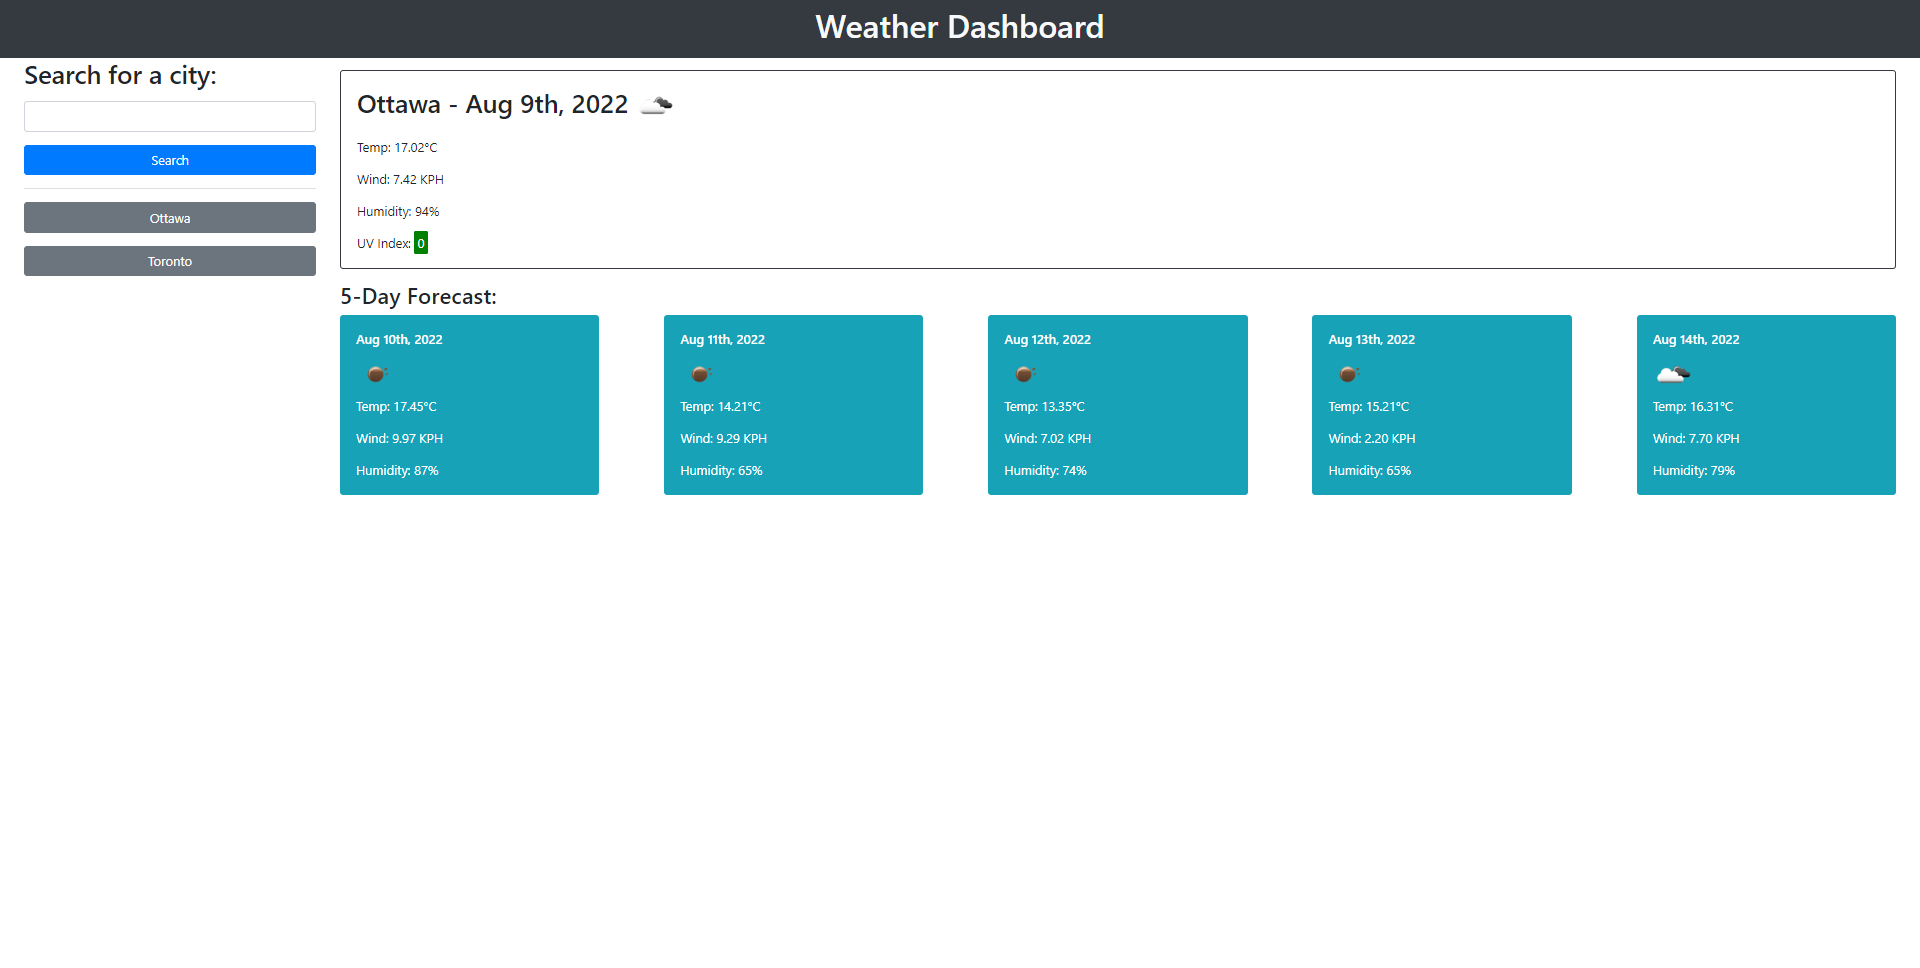 Weather Dashboard
Search for a city:
Search
Ottawa
Toronto
Ottawa - Aug 9th, 2022
Temp: 17.02°C
Wind: 7.42 KPH
Humidity: 94%
UV Index: 0
5-Day Forecast:
Aug 10th, 2022
Temp: 17.45°C
Wind: 9.97 KPH
Humidity: 87%
Aug 11th, 2022
Temp: 14.21°C
Wind: 9.29 KPH
Humidity: 65%
Aug 12th, 2022
Temp: 13.35°C
Wind: 7.02 KPH
Humidity: 74%
Aug 13th, 2022
Temp: 15.21°C
Wind: 2.20 KPH
Humidity: 65%
Aug 14th, 2022
Temp: 16.31°C
Wind: 7.70 KPH
Humidity: 79%